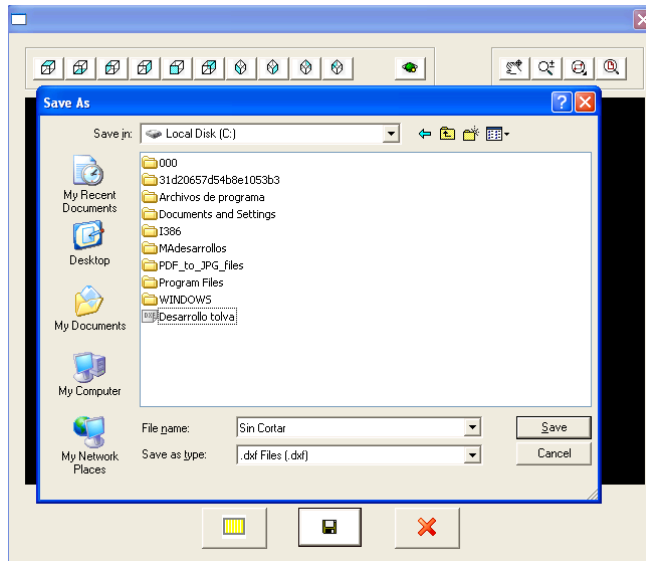 Save As
Save in:
Local Disk (C:)
000
31d20657d54b8e1053b3
Archivos de programa
Documents and Settings
I386
MAdesarrollos
PDF_to_JPG_files
Program Files
WINDOWS
Desarrollo tolva
My Recent
Documents
Desktop
My Documents
My Computer
My Network
Places
File name:
Sin Cortar
Save
Save as type:
.dxf Files (.dxf)
Cancel